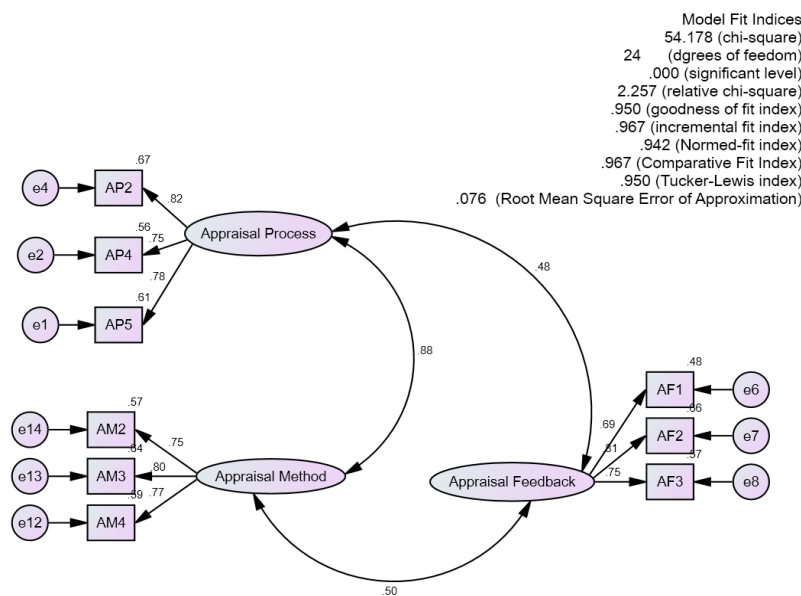 Model Fit Indices
54.178 (chi-square)
24 (dgrees of feedom)
.000 (significant level)
2.257 (relative chi-square)
.950 (goodness of fit index)
.967 (incremental fit index)
.942 (Normed-fit index)
.967 (Comparative Fit Index)
.950 (Tucker-Lewis index)
.076 (Root Mean Square Error of Approximation)
.67
e4
AP2
.82
.56
.75
e2
AP4
Appraisal Process
.78
.61
e1
AP5
.48
.88
.57
e14
AM2
.75
.64
e13
AM3
.80
Appraisal Method
.59
.77
e12
AM4
.48
AF1
e6
.69
.66
AF2
e7
.81
.57
Appraisal Feedback
.75
AF3
e8
.50